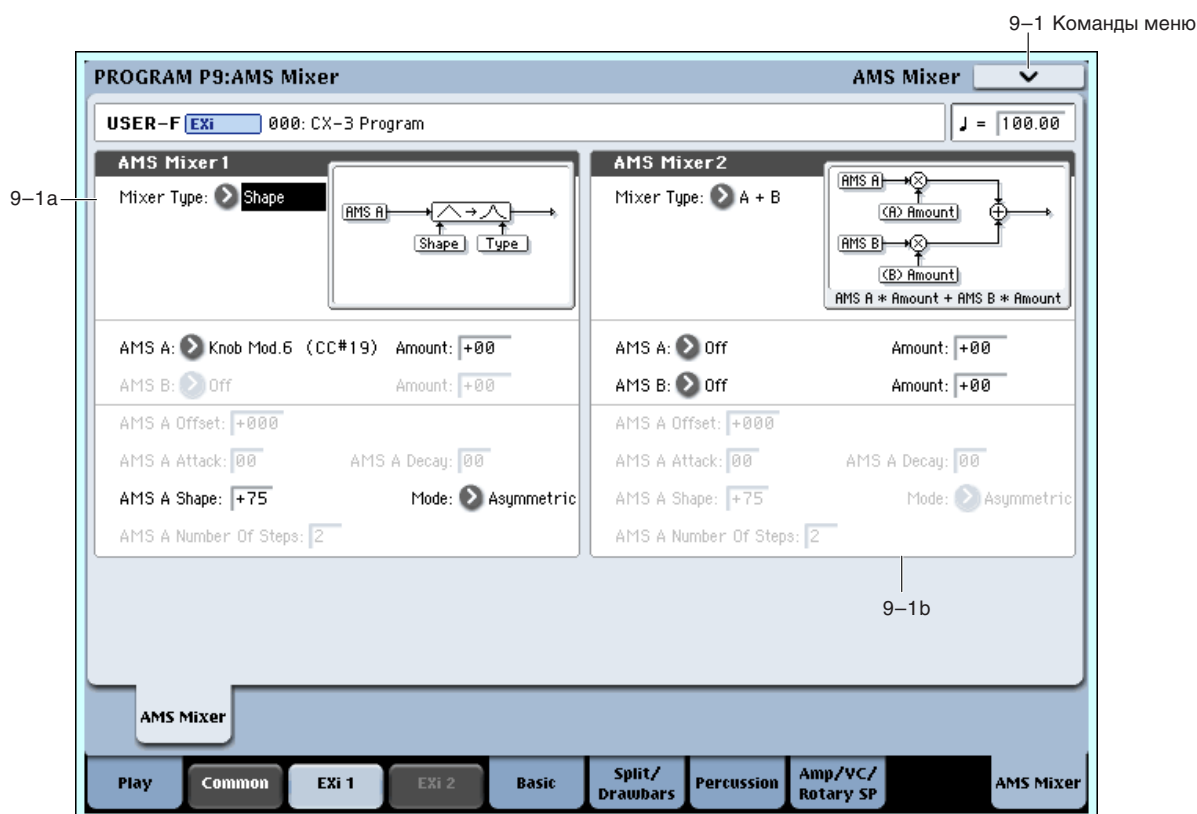 9–1 Команды меню
PROGRAM P9:AMS Mixer
AMS Mixer
USER–F EXi 000: CX–3 Program
♩ = 100.00
AMS Mixer1
9–1a
Mixer Type: Shape
AMS A
Shape
Type
AMS Mixer2
Mixer Type: A + B
AMS A
(A) Amount
AMS B
(B) Amount
AMS A * Amount + AMS B * Amount
AMS A: Knob Mod.6 (CC#19) Amount: +00
AMS B: Off Amount: +00
AMS A: Off Amount: +00
AMS B: Off Amount: +00
AMS A Offset: +000
AMS A Attack: 00 AMS A Decay: 00
AMS A Shape: +75 Mode: Asymmetric
AMS A Number Of Steps: 2
AMS A Offset: +000
AMS A Attack: 00 AMS A Decay: 00
AMS A Shape: +75 Mode: Asymmetric
AMS A Number Of Steps: 2
9–1b
AMS Mixer
Play
Common
EXi 1
EXi 2
Basic
Split/
Drawbars
Percussion
Amp/VC/
Rotary SP
AMS Mixer